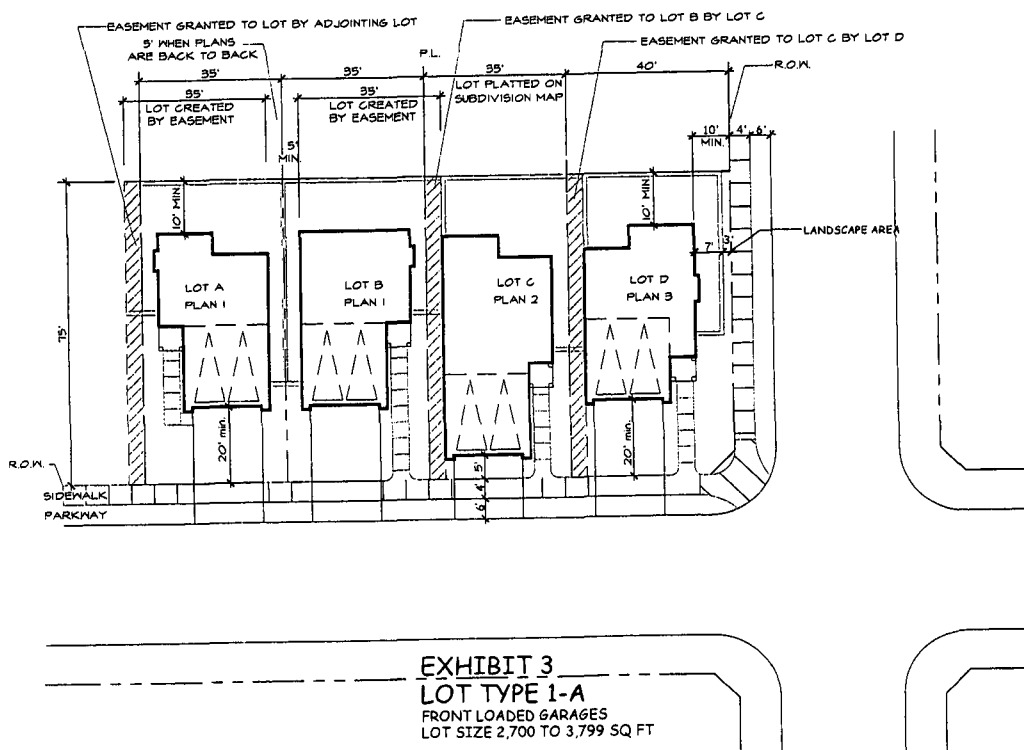 EASEMENT GRANTED TO LOT BY ADJOINTING LOT
EASEMENT GRANTED TO LOT B BY LOT C
5' WHEN PLANS
ARE BACK TO BACK
P.L.
EASEMENT GRANTED TO LOT C BY LOT D
R.O.W.
35'
35'
35'
40'
35'
LOT CREATED
BY EASEMENT
35'
LOT CREATED
BY EASEMENT
LOT PLATTED ON
SUBDIVISION MAP
10'
MIN.
4'
6'
5'
MIN.
10' MIN.
10' MIN.
LANDSCAPE AREA
7'
3'
75'
LOT A
PLAN 1
LOT B
PLAN 1
LOT C
PLAN 2
LOT D
PLAN 3
20' min.
20' min.
5'
4'
6'
R.O.W.
SIDEWALK
PARKWAY
EXHIBIT 3
LOT TYPE 1-A
FRONT LOADED GARAGES
LOT SIZE 2,700 TO 3,799 SQ FT